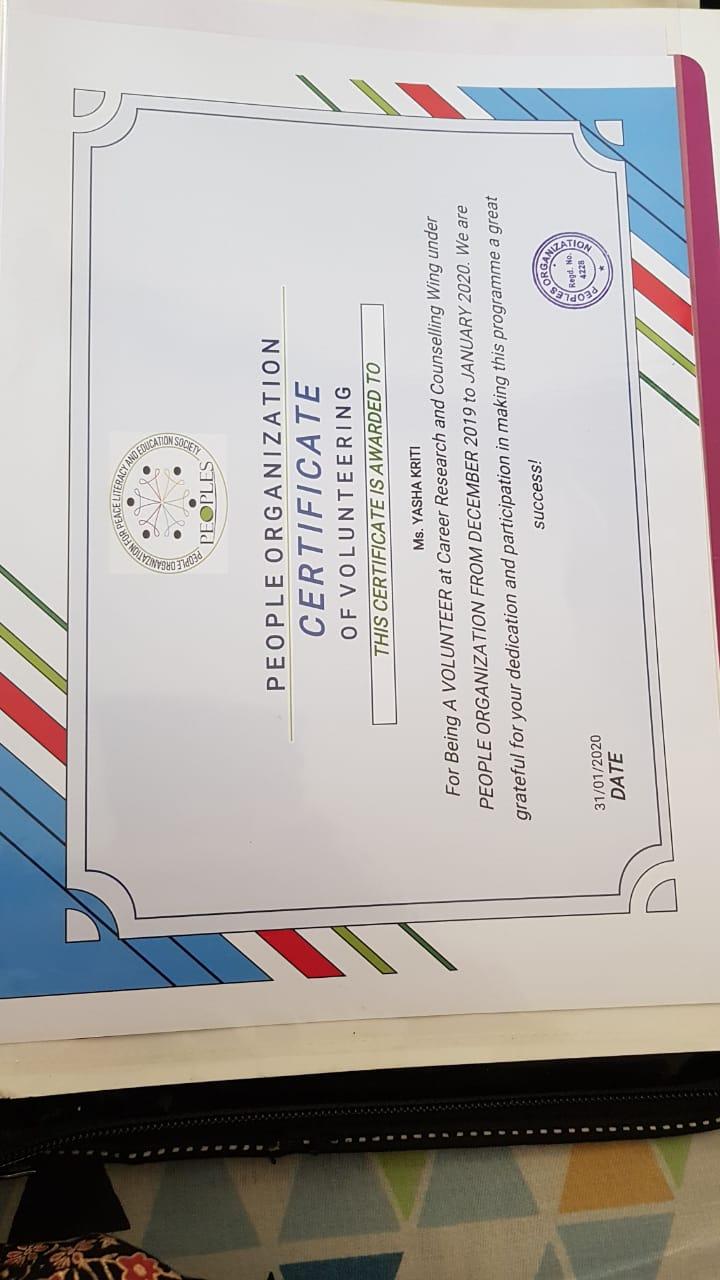 PEOPLE ORGANIZATION FOR PEACE LITERACY AND EDUCATION SOCIETY
PEOPLES
PEOPLE ORGANIZATION
CERTIFICATE
OF VOLUNTEERING
THIS CERTIFICATE IS AWARDED TO
Ms. YASHA KRITI
For Being A VOLUNTEER at Career Research and Counselling Wing under
PEOPLE ORGANIZATION FROM DECEMBER 2019 to JANUARY 2020. We are
grateful for your dedication and participation in making this programme a great
success!
31/01/2020
DATE
PEOPLES ORGANIZATION
Regd. No.
4228